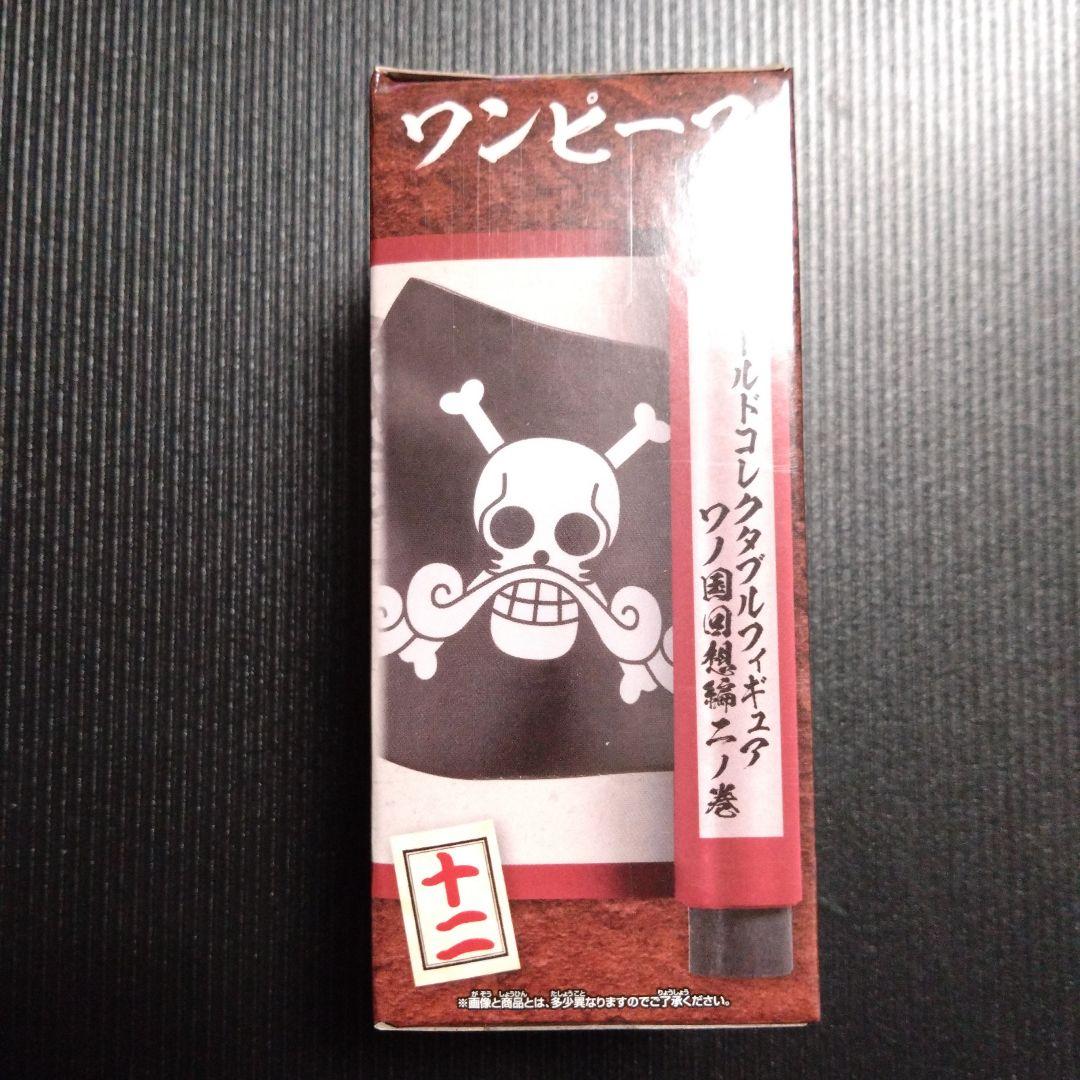 ワンピー
ールドコレクタブルフィギュア
ワノ国回想編二ノ巻
十二
※画像と商品とは、多少異なりますのでご了承ください。